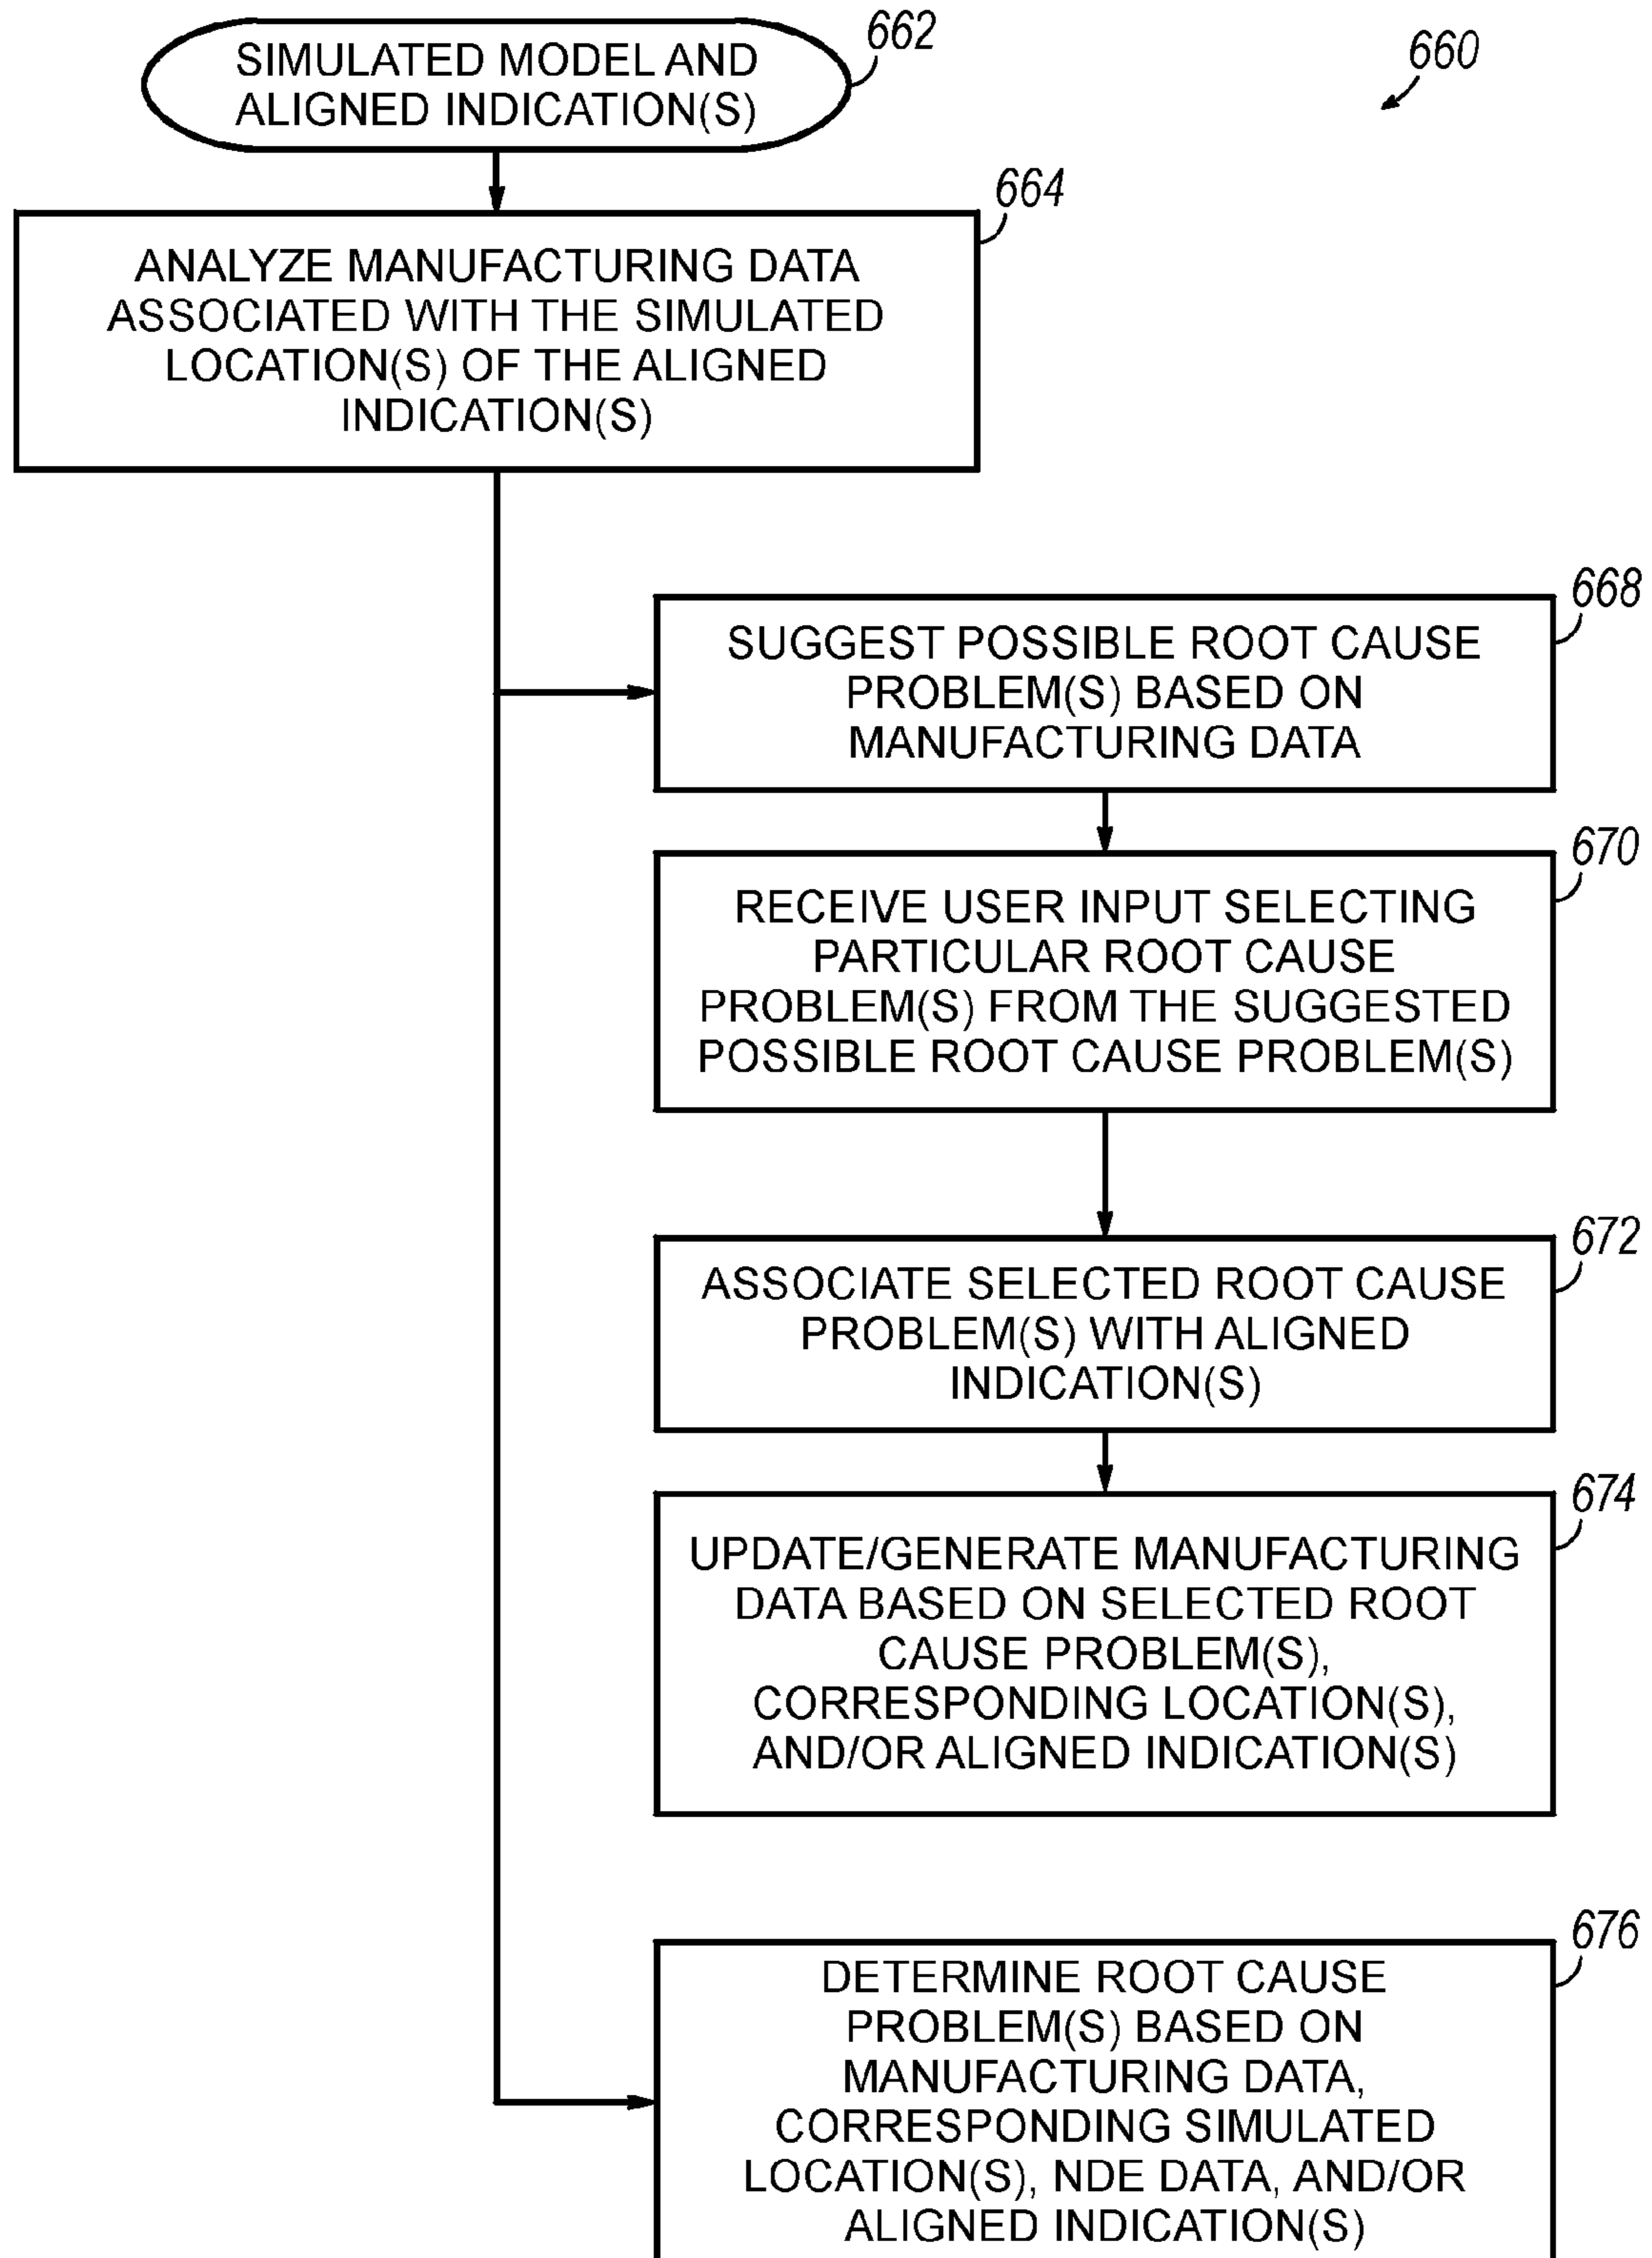 SIMULATED MODEL AND
ALIGNED INDICATION(S)
662
660
664
ANALYZE MANUFACTURING DATA
ASSOCIATED WITH THE SIMULATED
LOCATION(S) OF THE ALIGNED
INDICATION(S)
668
SUGGEST POSSIBLE ROOT CAUSE
PROBLEM(S) BASED ON
MANUFACTURING DATA
670
RECEIVE USER INPUT SELECTING
PARTICULAR ROOT CAUSE
PROBLEM(S) FROM THE SUGGESTED
POSSIBLE ROOT CAUSE PROBLEM(S)
672
ASSOCIATE SELECTED ROOT CAUSE
PROBLEM(S) WITH ALIGNED
INDICATION(S)
674
UPDATE/GENERATE MANUFACTURING
DATA BASED ON SELECTED ROOT
CAUSE PROBLEM(S),
CORRESPONDING LOCATION(S),
AND/OR ALIGNED INDICATION(S)
676
DETERMINE ROOT CAUSE
PROBLEM(S) BASED ON
MANUFACTURING DATA,
CORRESPONDING SIMULATED
LOCATION(S), NDE DATA, AND/OR
ALIGNED INDICATION(S)